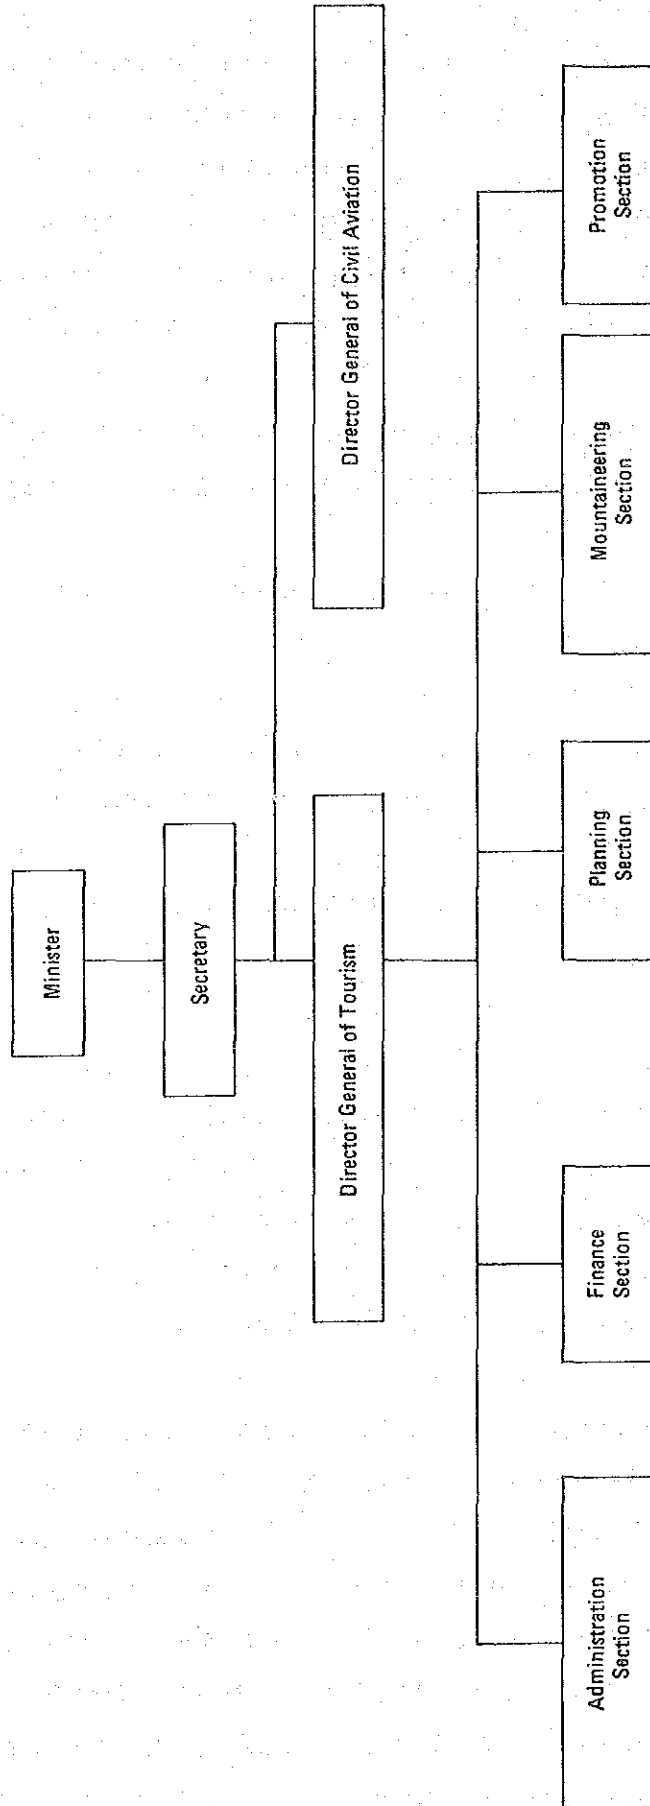 Minister
Secretary
Director General of Tourism
Director General of Civil Aviation
Administration
Section
Finance
Section
Planning
Section
Mountaineering
Section
Promotion
Section